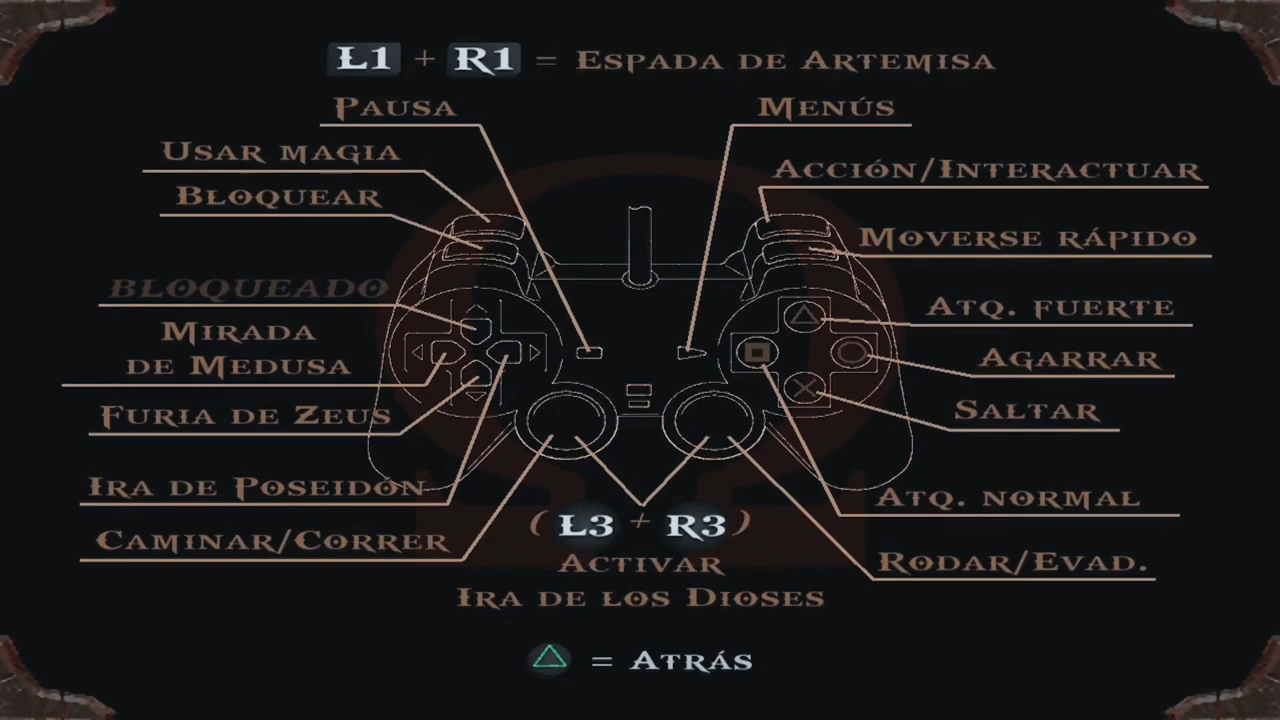 L1 + R1 = Espada de Artemisa
Pausa
Menús
Usar magia
Acción/Interactuar
Bloquear
Moverse rápido
Bloqueado
Atq. fuerte
Mirada
de Medusa
Agarrar
Furia de Zeus
Saltar
Ira de Poseidón
Atq. normal
Caminar/Correr
(L3 + R3)
Rodar/Evad.
Activar
Ira de los Dioses
= Atrás